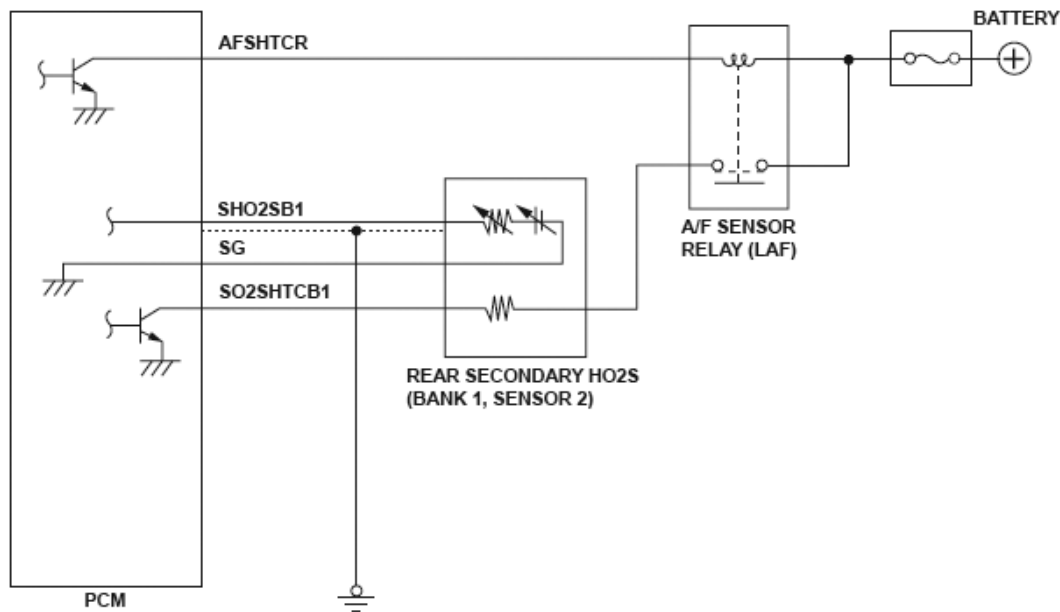 BATTERY
AFSHTCR
A/F SENSOR
RELAY (LAF)
SHO2SB1
SG
SO2SHTCB1
REAR SECONDARY HO2S
(BANK 1, SENSOR 2)
PCM